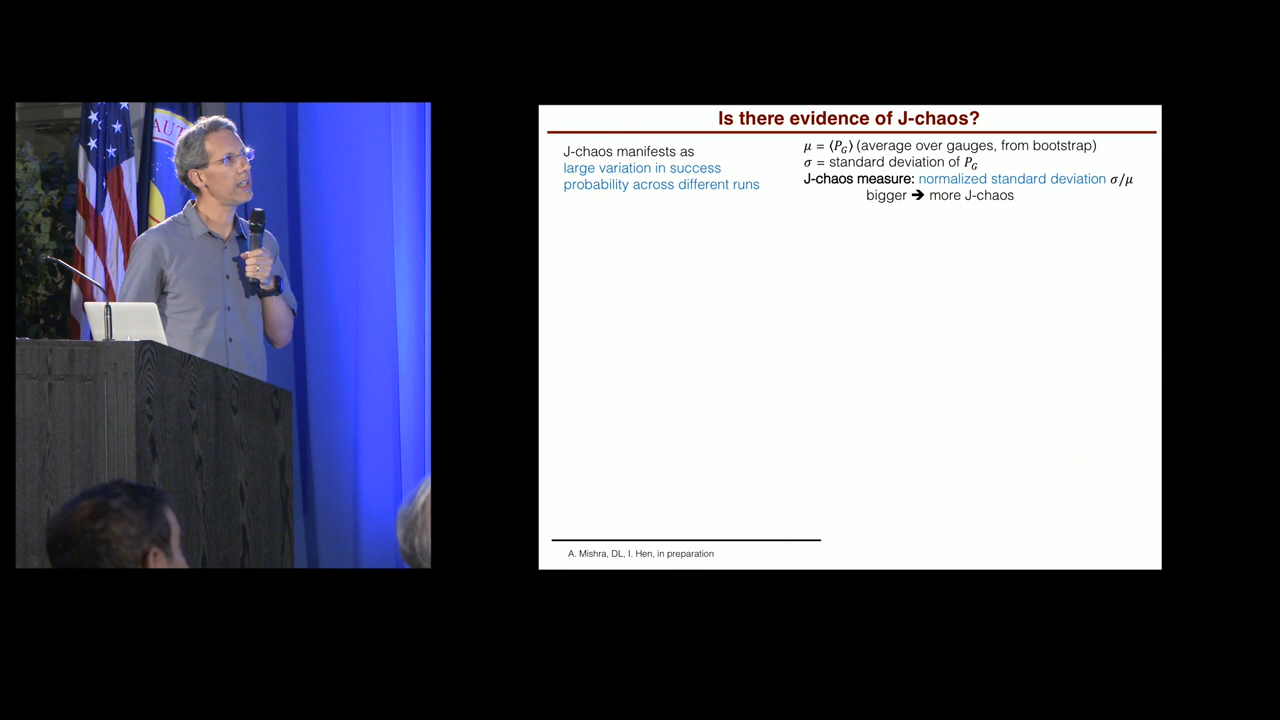 AUT
Is there evidence of J-chaos?
J-chaos manifests as
large variation in success
probability across different runs
μ = ⟨P_G⟩ (average over gauges, from bootstrap)
σ = standard deviation of P_G
J-chaos measure: normalized standard deviation σ/μ
bigger ➔ more J-chaos
A. Mishra, DL, I. Hen, in preparation